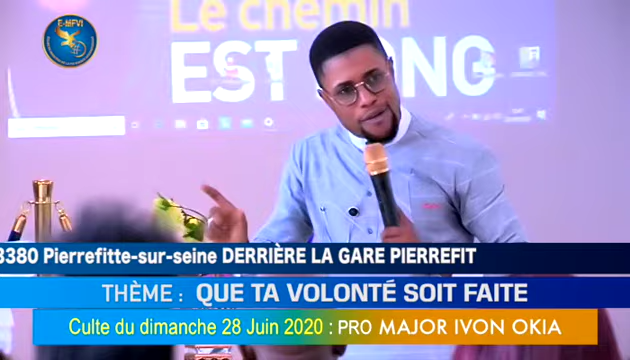 E-MFVI
Le chemin
EST LONG
3380 Pierrefitte-sur-seine DERRIÈRE LA GARE PIERREFIT
THÈME : QUE TA VOLONTÉ SOIT FAITE
Culte du dimanche 28 Juin 2020 : PRO MAJOR IVON OKIA